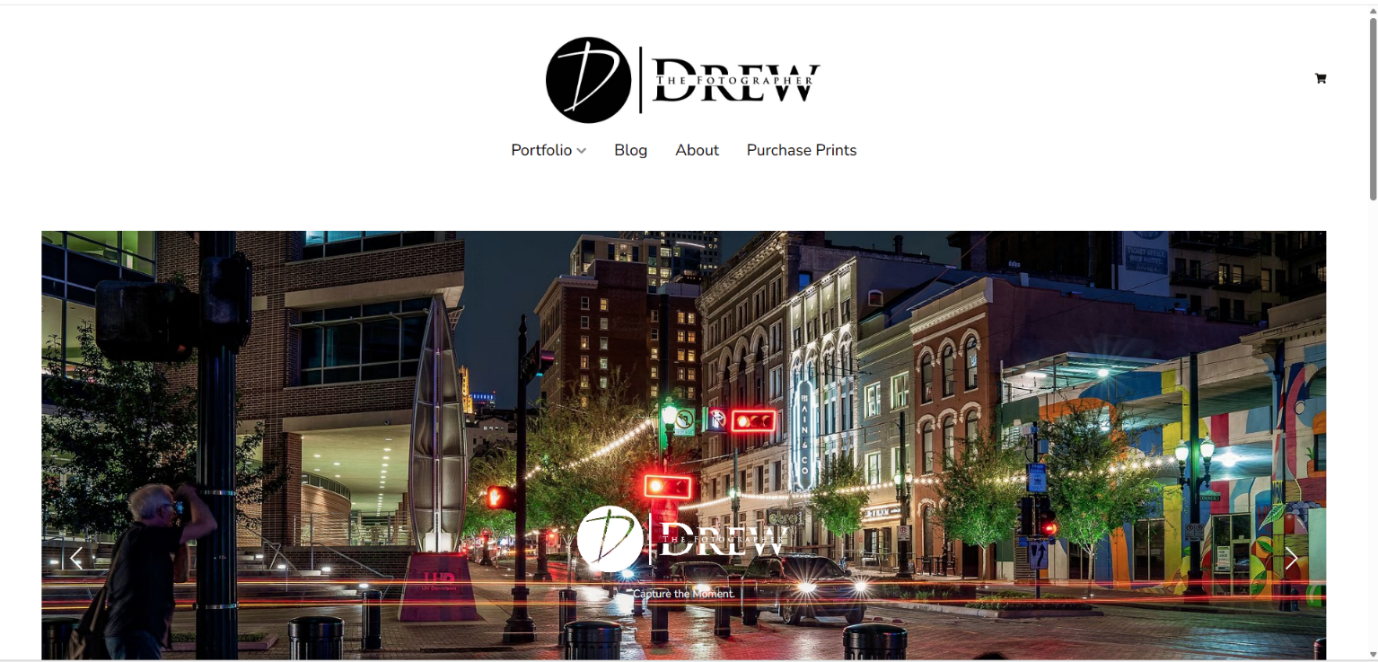 D
DREW
THE FOTOGRAPHER
Portfolio
Blog
About
Purchase Prints
MAIN & CO
D
DREW
THE FOTOGRAPHER
Capture the Moment.